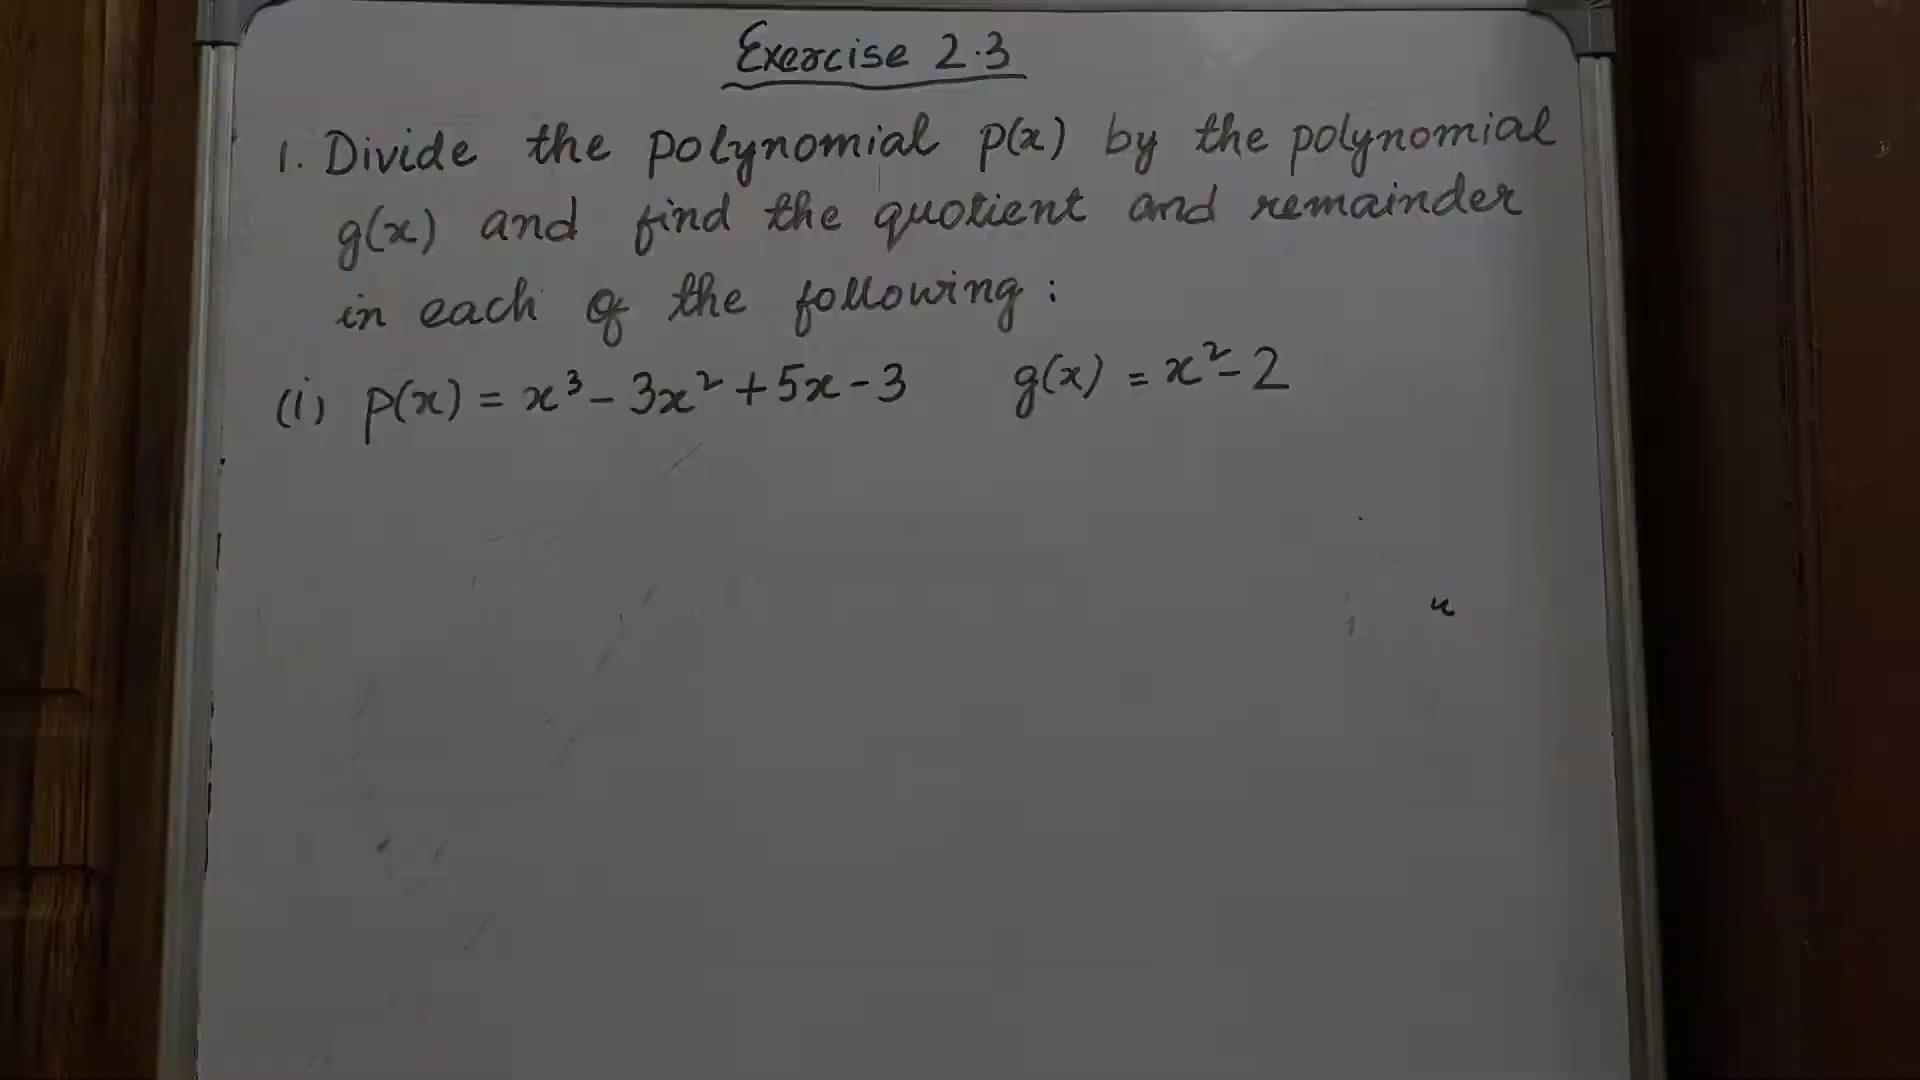 Exercise 2.3
1. Divide the polynomial p(x) by the polynomial
g(x) and find the quotient and remainder
in each of the following :
(i) p(x) = x³ - 3x² + 5x - 3 g(x) = x² - 2